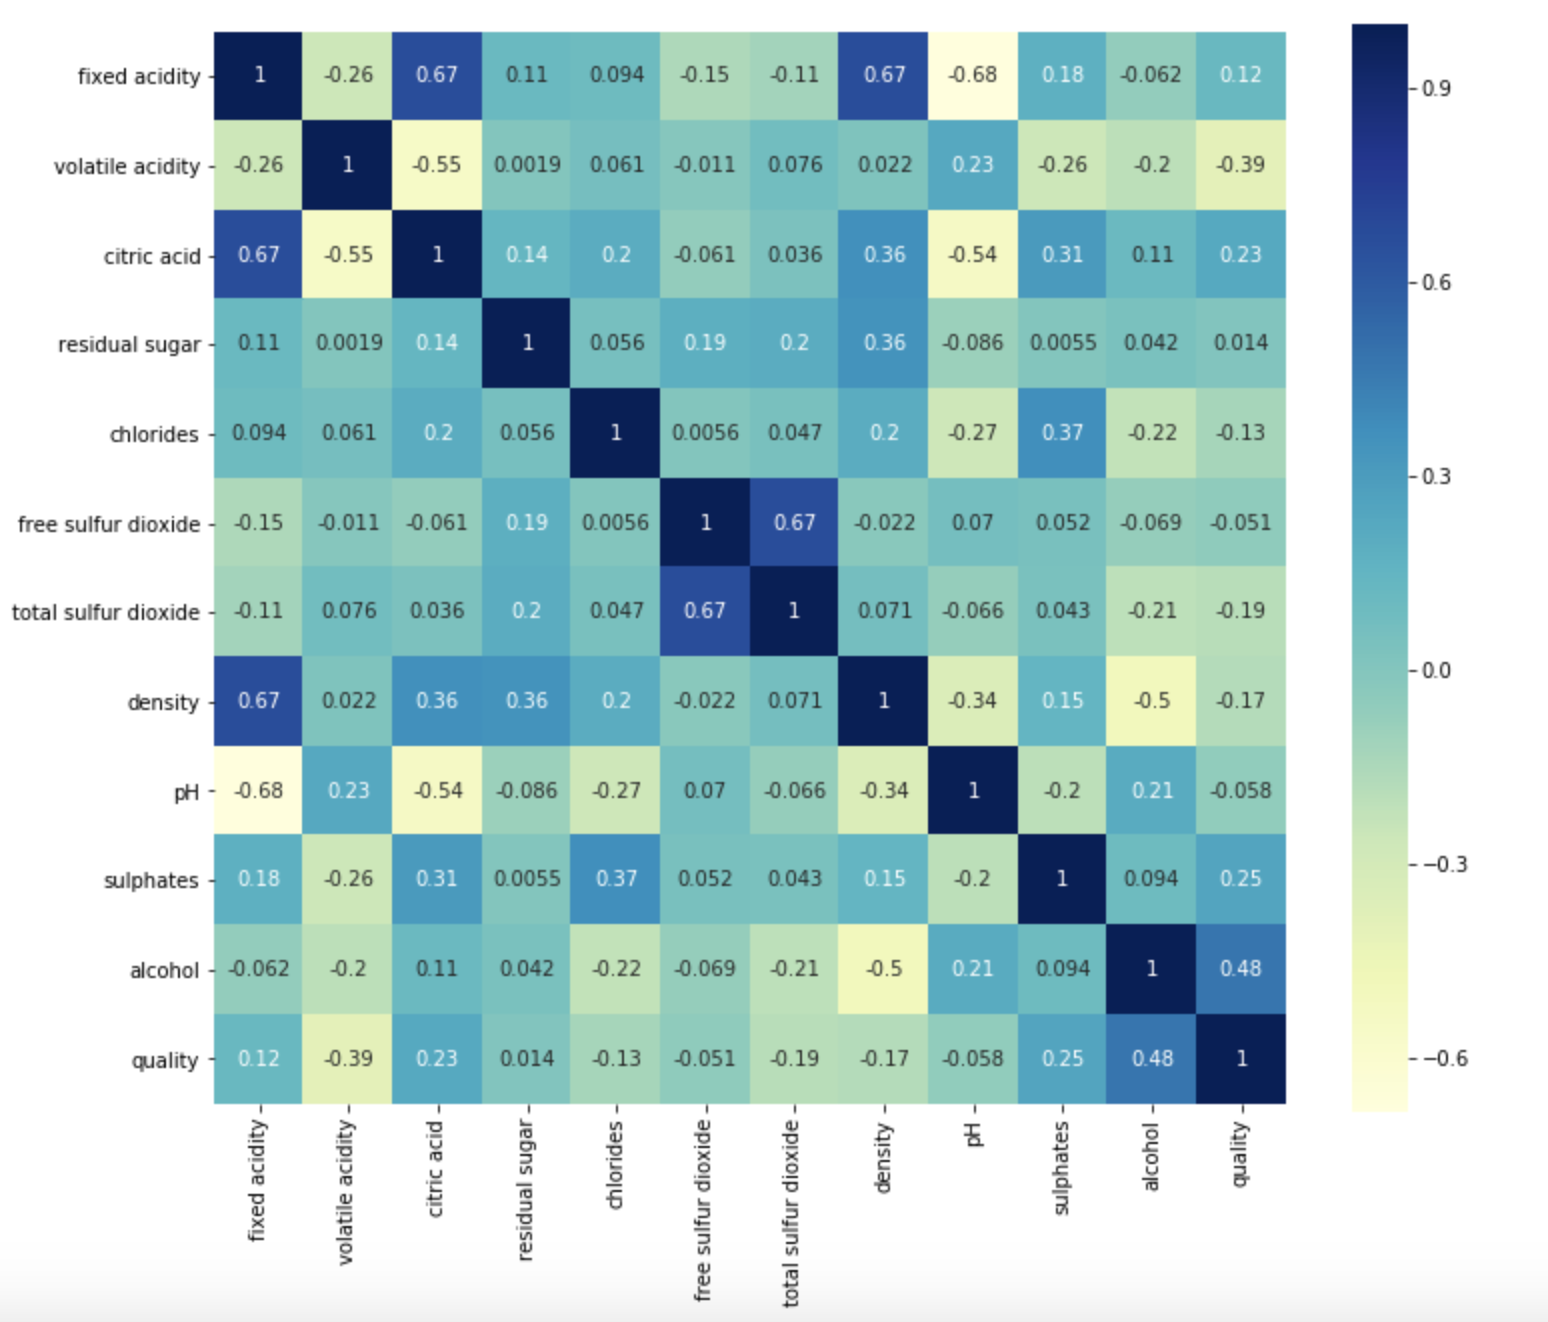 fixed acidity 1 -0.26 0.67 0.11 0.094 -0.15 -0.11 0.67 -0.68 0.18 -0.062 0.12
volatile acidity -0.26 1 -0.55 0.0019 0.061 -0.011 0.076 0.022 0.23 -0.26 -0.2 -0.39
citric acid 0.67 -0.55 1 0.14 0.2 -0.061 0.036 0.36 -0.54 0.31 0.11 0.23
residual sugar 0.11 0.0019 0.14 1 0.056 0.19 0.2 0.36 -0.086 0.0055 0.042 0.014
chlorides 0.094 0.061 0.2 0.056 1 0.0056 0.047 0.2 -0.27 0.37 -0.22 -0.13
free sulfur dioxide -0.15 -0.011 -0.061 0.19 0.0056 1 0.67 -0.022 0.07 0.052 -0.069 -0.051
total sulfur dioxide -0.11 0.076 0.036 0.2 0.047 0.67 1 0.071 -0.066 0.043 -0.21 -0.19
density 0.67 0.022 0.36 0.36 0.2 -0.022 0.071 1 -0.34 0.15 -0.5 -0.17
pH -0.68 0.23 -0.54 -0.086 -0.27 0.07 -0.066 -0.34 1 -0.2 0.21 -0.058
sulphates 0.18 -0.26 0.31 0.0055 0.37 0.052 0.043 0.15 -0.2 1 0.094 0.25
alcohol -0.062 -0.2 0.11 0.042 -0.22 -0.069 -0.21 -0.5 0.21 0.094 1 0.48
quality 0.12 -0.39 0.23 0.014 -0.13 -0.051 -0.19 -0.17 -0.058 0.25 0.48 1
fixed acidity
volatile acidity
citric acid
residual sugar
chlorides
free sulfur dioxide
total sulfur dioxide
density
pH
sulphates
alcohol
quality
0.9
0.6
0.3
0.0
−0.3
−0.6